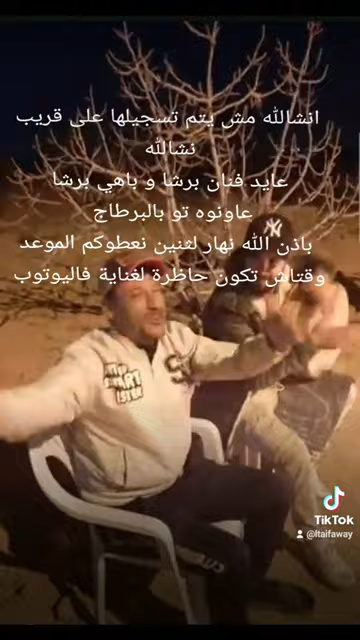 انشالله مش يتم تسجيلها على قريب
نشالله
عايد فنان برشا و باهي برشا
عاونوه تو بالبرطاج
باذن الله نهار لثنين نعطوكم الموعد
وقتاش تكون حاظرة لغناية فاليوتوب
NY
TikTok
@ltaifaway